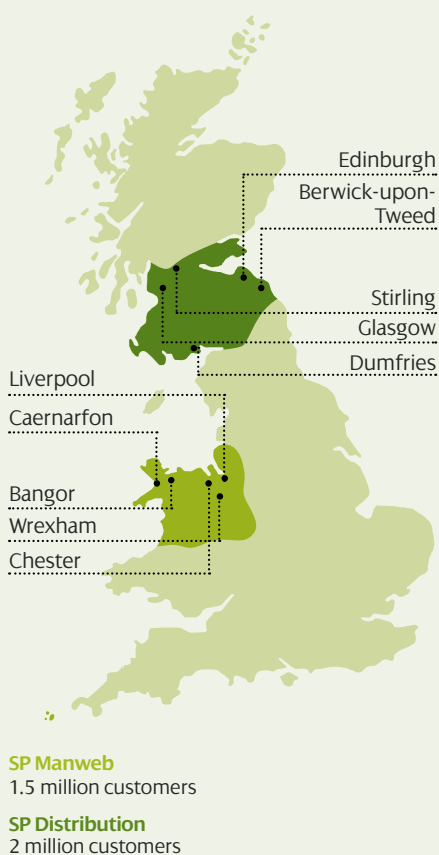 Edinburgh
Berwick-upon-
Tweed
Stirling
Glasgow
Dumfries
Liverpool
Caernarfon
Bangor
Wrexham
Chester
SP Manweb
1.5 million customers
SP Distribution
2 million customers